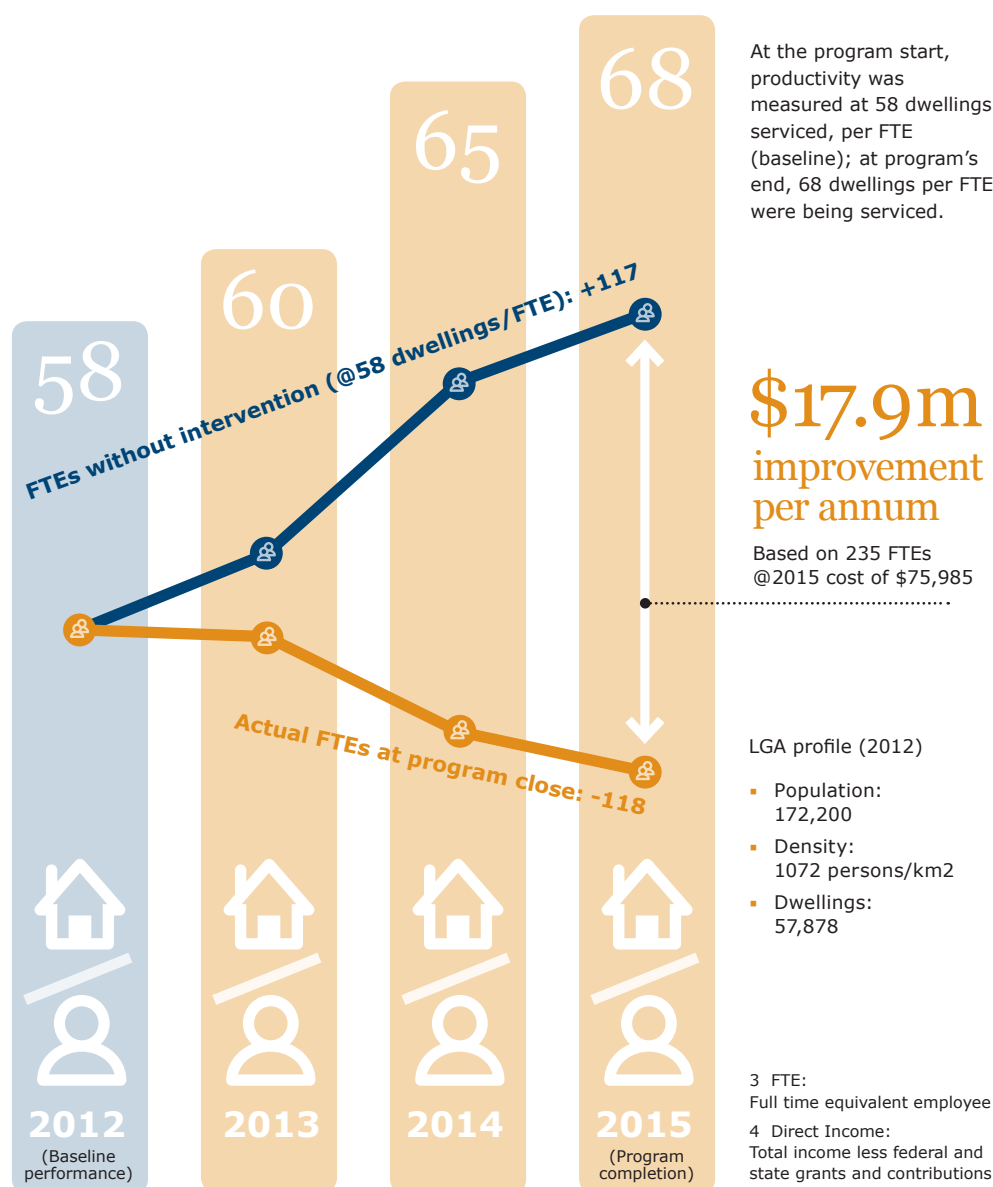 58
60
65
68
FTEs without intervention (@58 dwellings/FTE): +117
Actual FTEs at program close: -118
2012
(Baseline
performance)
2013
2014
2015
(Program
completion)
At the program start,
productivity was
measured at 58 dwellings
serviced, per FTE
(baseline); at program’s
end, 68 dwellings per FTE
were being serviced.
$17.9m
improvement
per annum
Based on 235 FTEs
@2015 cost of $75,985
LGA profile (2012)
▪ Population:
172,200
▪ Density:
1072 persons/km2
▪ Dwellings:
57,878
3 FTE:
Full time equivalent employee
4 Direct Income:
Total income less federal and
state grants and contributions